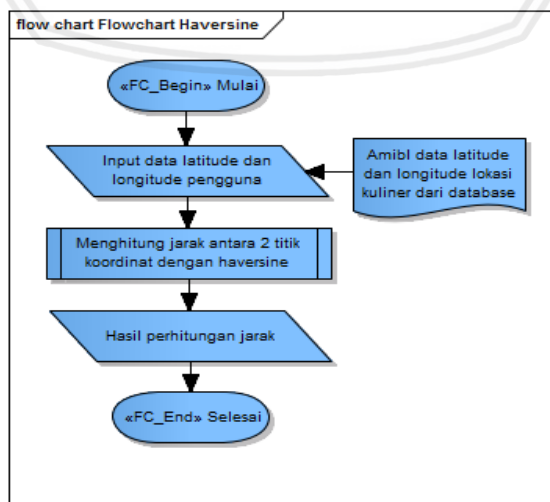 flow chart Flowchart Haversine
«FC_Begin» Mulai
Input data latitude dan
longitude pengguna
Amibl data latitude
dan longitude lokasi
kuliner dari database
Menghitung jarak antara 2 titik
koordinat dengan haversine
Hasil perhitungan jarak
«FC_End» Selesai